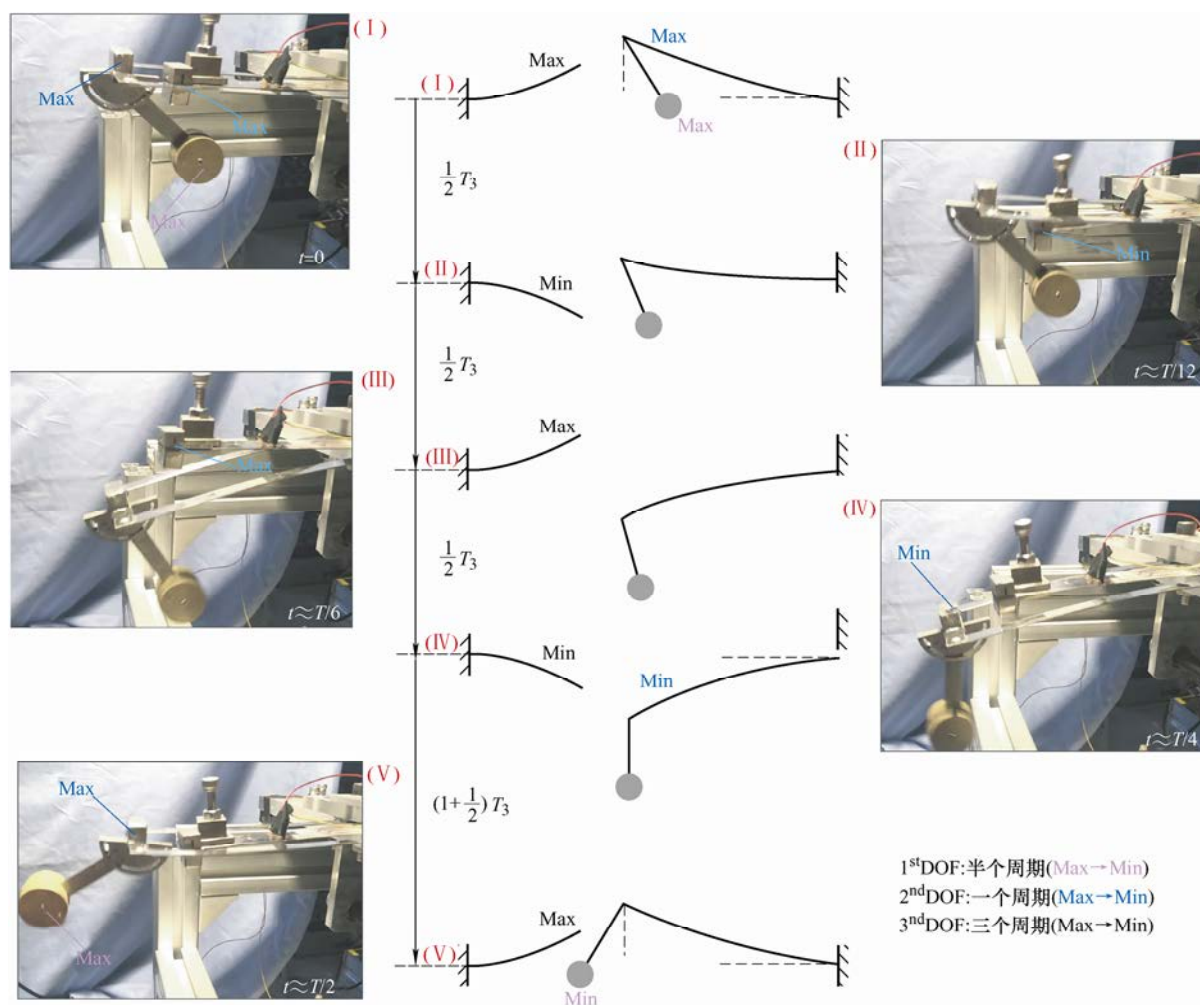 (Ⅰ)
Max
Max
Max
t=0
(Ⅰ)
Max
Max
Max
1/2 T₃
(Ⅱ)
Min
t≈T/12
(Ⅱ)
Min
1/2 T₃
(Ⅲ)
Max
t≈T/6
(Ⅲ)
Max
1/2 T₃
(Ⅳ)
Min
t≈T/4
(Ⅳ)
Min
Min
(1+1/2) T₃
(Ⅴ)
Max
Max
t≈T/2
(Ⅴ)
Max
Min
1ˢᵗDOF:半个周期(Max→Min)
2ⁿᵈDOF:一个周期(Max→Min)
3ⁿᵈDOF:三个周期(Max→Min)